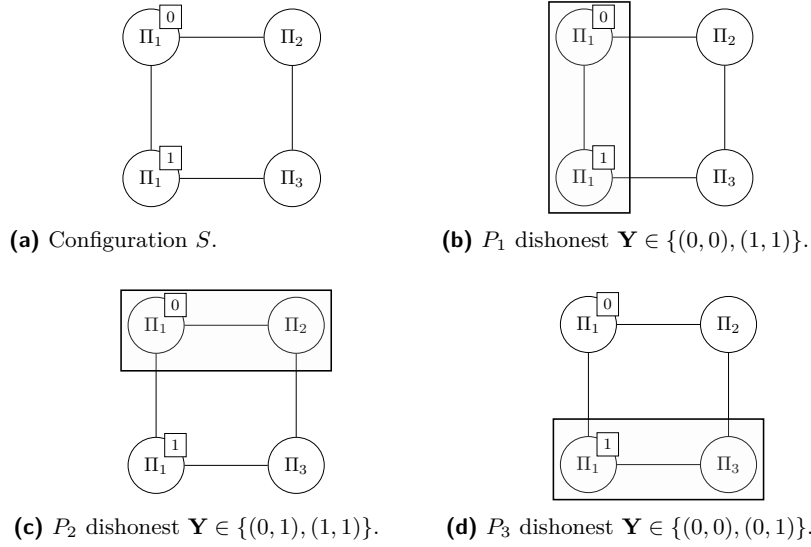 0 0
Π₁ Π₂ Π₁ Π₂
1 1
Π₁ Π₃ Π₁ Π₃
(a) Configuration S. (b) P₁ dishonest Y ∈ {(0, 0), (1, 1)}.
0 0
Π₁ Π₂ Π₁ Π₂
1 1
Π₁ Π₃ Π₁ Π₃
(c) P₂ dishonest Y ∈ {(0, 1), (1, 1)}. (d) P₃ dishonest Y ∈ {(0, 0), (0, 1)}.